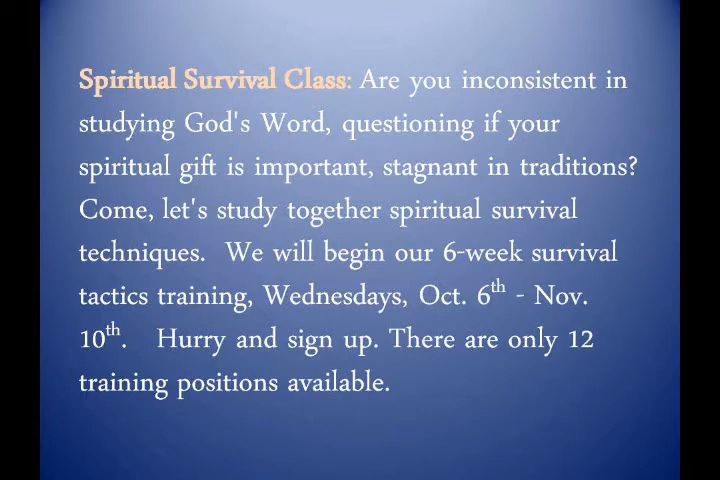 Spiritual Survival Class: Are you inconsistent in
studying God's Word, questioning if your
spiritual gift is important, stagnant in traditions?
Come, let's study together spiritual survival
techniques.  We will begin our 6-week survival
tactics training, Wednesdays, Oct. 6th - Nov.
10th.   Hurry and sign up. There are only 12
training positions available.